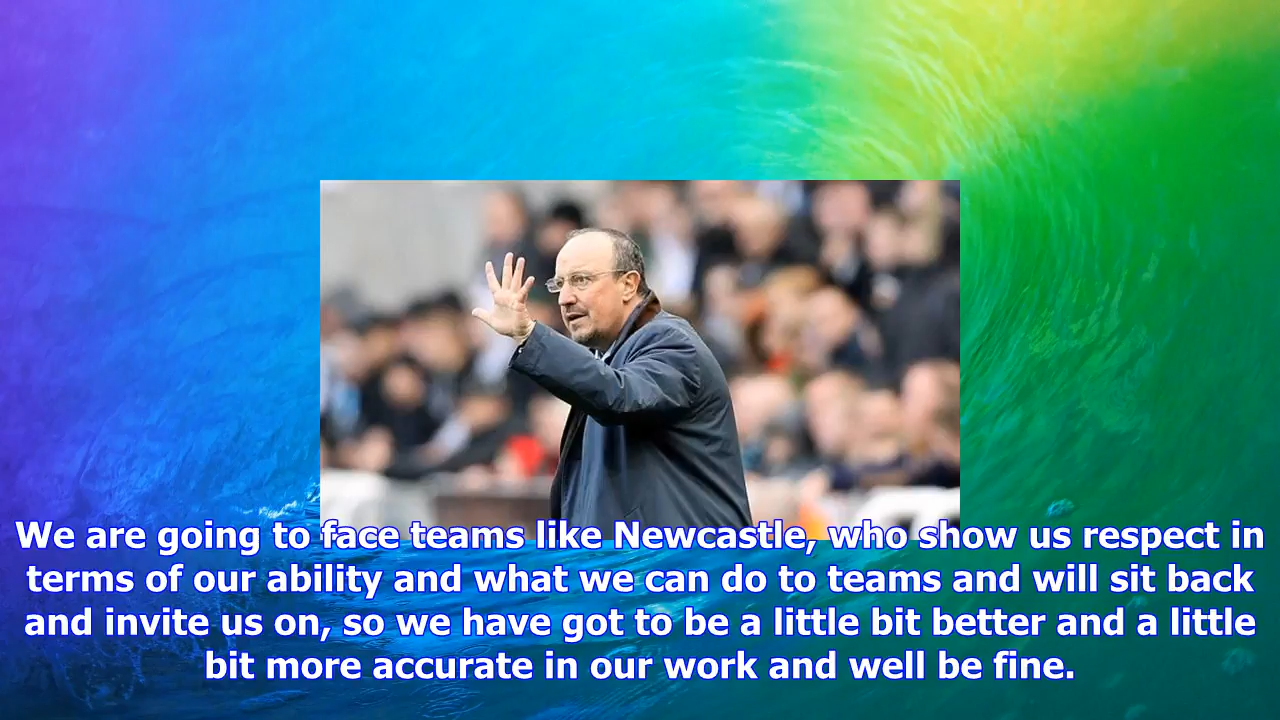 We are going to face teams like Newcastle, who show us respect in
terms of our ability and what we can do to teams and will sit back
and invite us on, so we have got to be a little bit better and a little
bit more accurate in our work and well be fine.